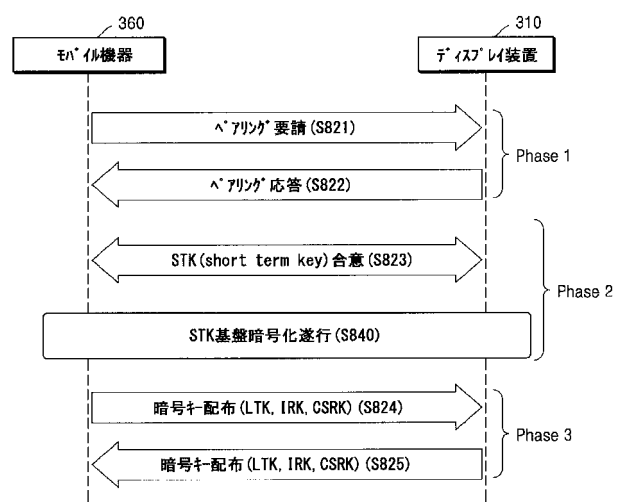 360
310
モバイル機器
ディスプレイ装置
ペアリング要請(S821)
Phase 1
ペアリング応答(S822)
STK(short term key)合意(S823)
Phase 2
STK基盤暗号化遂行(S840)
暗号キー配布(LTK, IRK, CSRK)(S824)
Phase 3
暗号キー配布(LTK, IRK, CSRK)(S825)